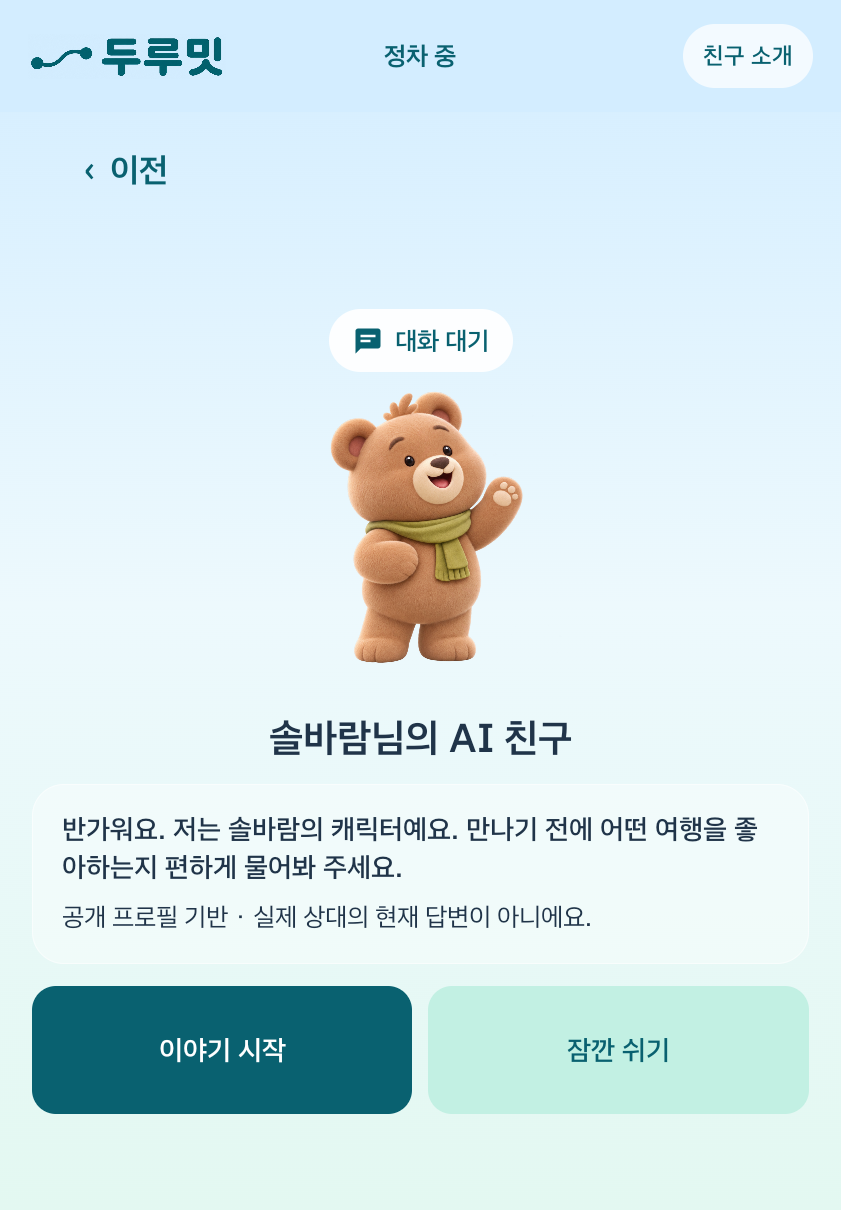 두루밋
정차 중
친구 소개
‹ 이전
대화 대기
솔바람님의 AI 친구
반가워요. 저는 솔바람의 캐릭터예요. 만나기 전에 어떤 여행을 좋
아하는지 편하게 물어봐 주세요.
공개 프로필 기반 · 실제 상대의 현재 답변이 아니에요.
이야기 시작
잠깐 쉬기